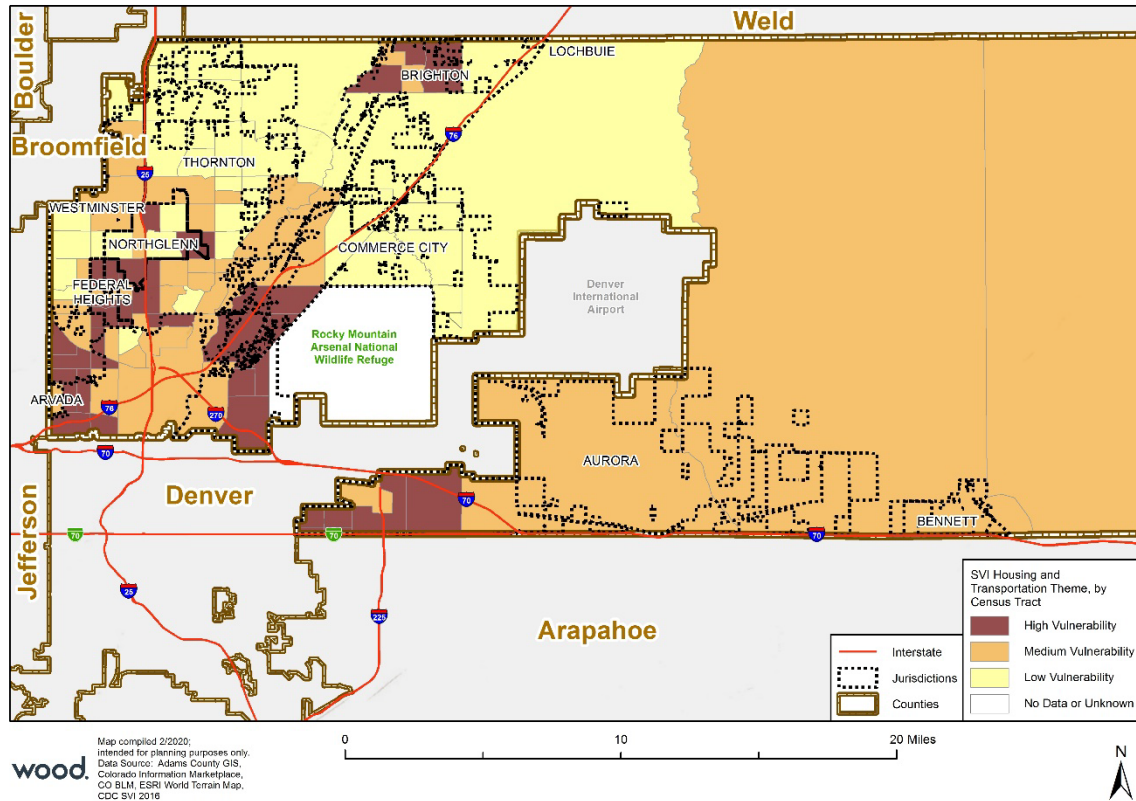 Weld
Boulder
LOCHBUIE
BRIGHTON
76
Broomfield
THORNTON
25
WESTMINSTER
NORTHGLENN
COMMERCE CITY
FEDERAL
HEIGHTS
Denver
International
Airport
Rocky Mountain
Arsenal National
Wildlife Refuge
ARVADA
76
270
70
AURORA
Denver
70
BENNETT
70
70
70
Jefferson
25
225
Arapahoe
SVI Housing and
Transportation Theme, by
Census Tract
High Vulnerability
Medium Vulnerability
Low Vulnerability
No Data or Unknown
Interstate
Jurisdictions
Counties
wood.
Map compiled 2/2020;
intended for planning purposes only.
Data Source: Adams County GIS,
Colorado Information Marketplace,
CO BLM, ESRI World Terrain Map,
CDC SVI 2016
0 10 20 Miles
N